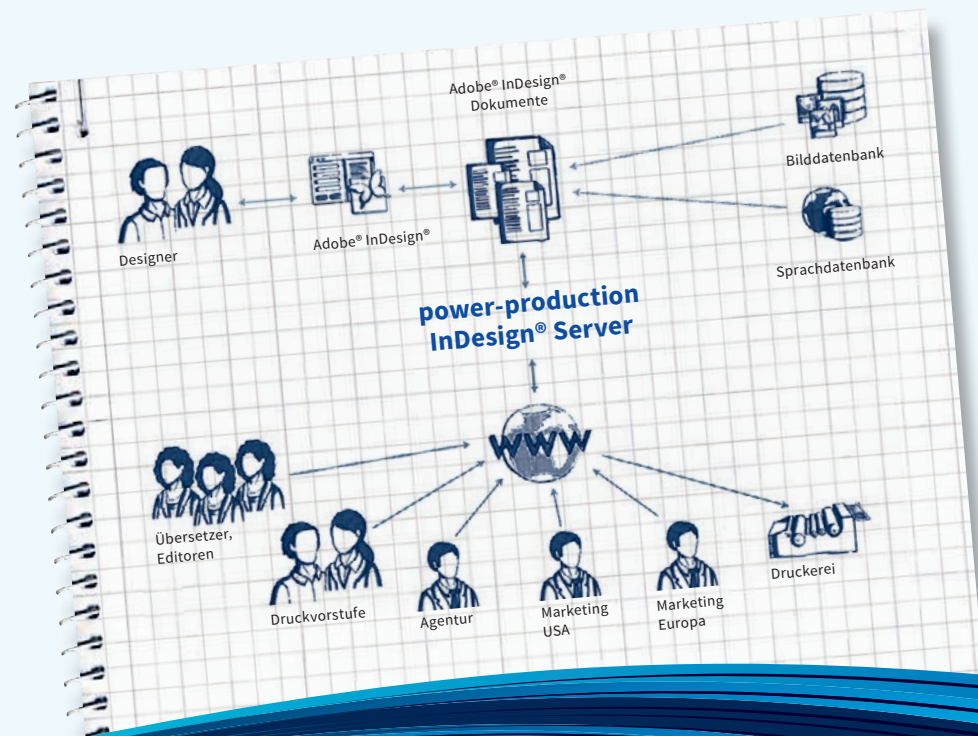 Adobe® InDesign®
Dokumente
Bilddatenbank
Designer
Adobe® InDesign®
Sprachdatenbank
power-production
InDesign® Server
WWW
Übersetzer,
Editoren
Druckvorstufe
Agentur
Marketing
USA
Marketing
Europa
Druckerei